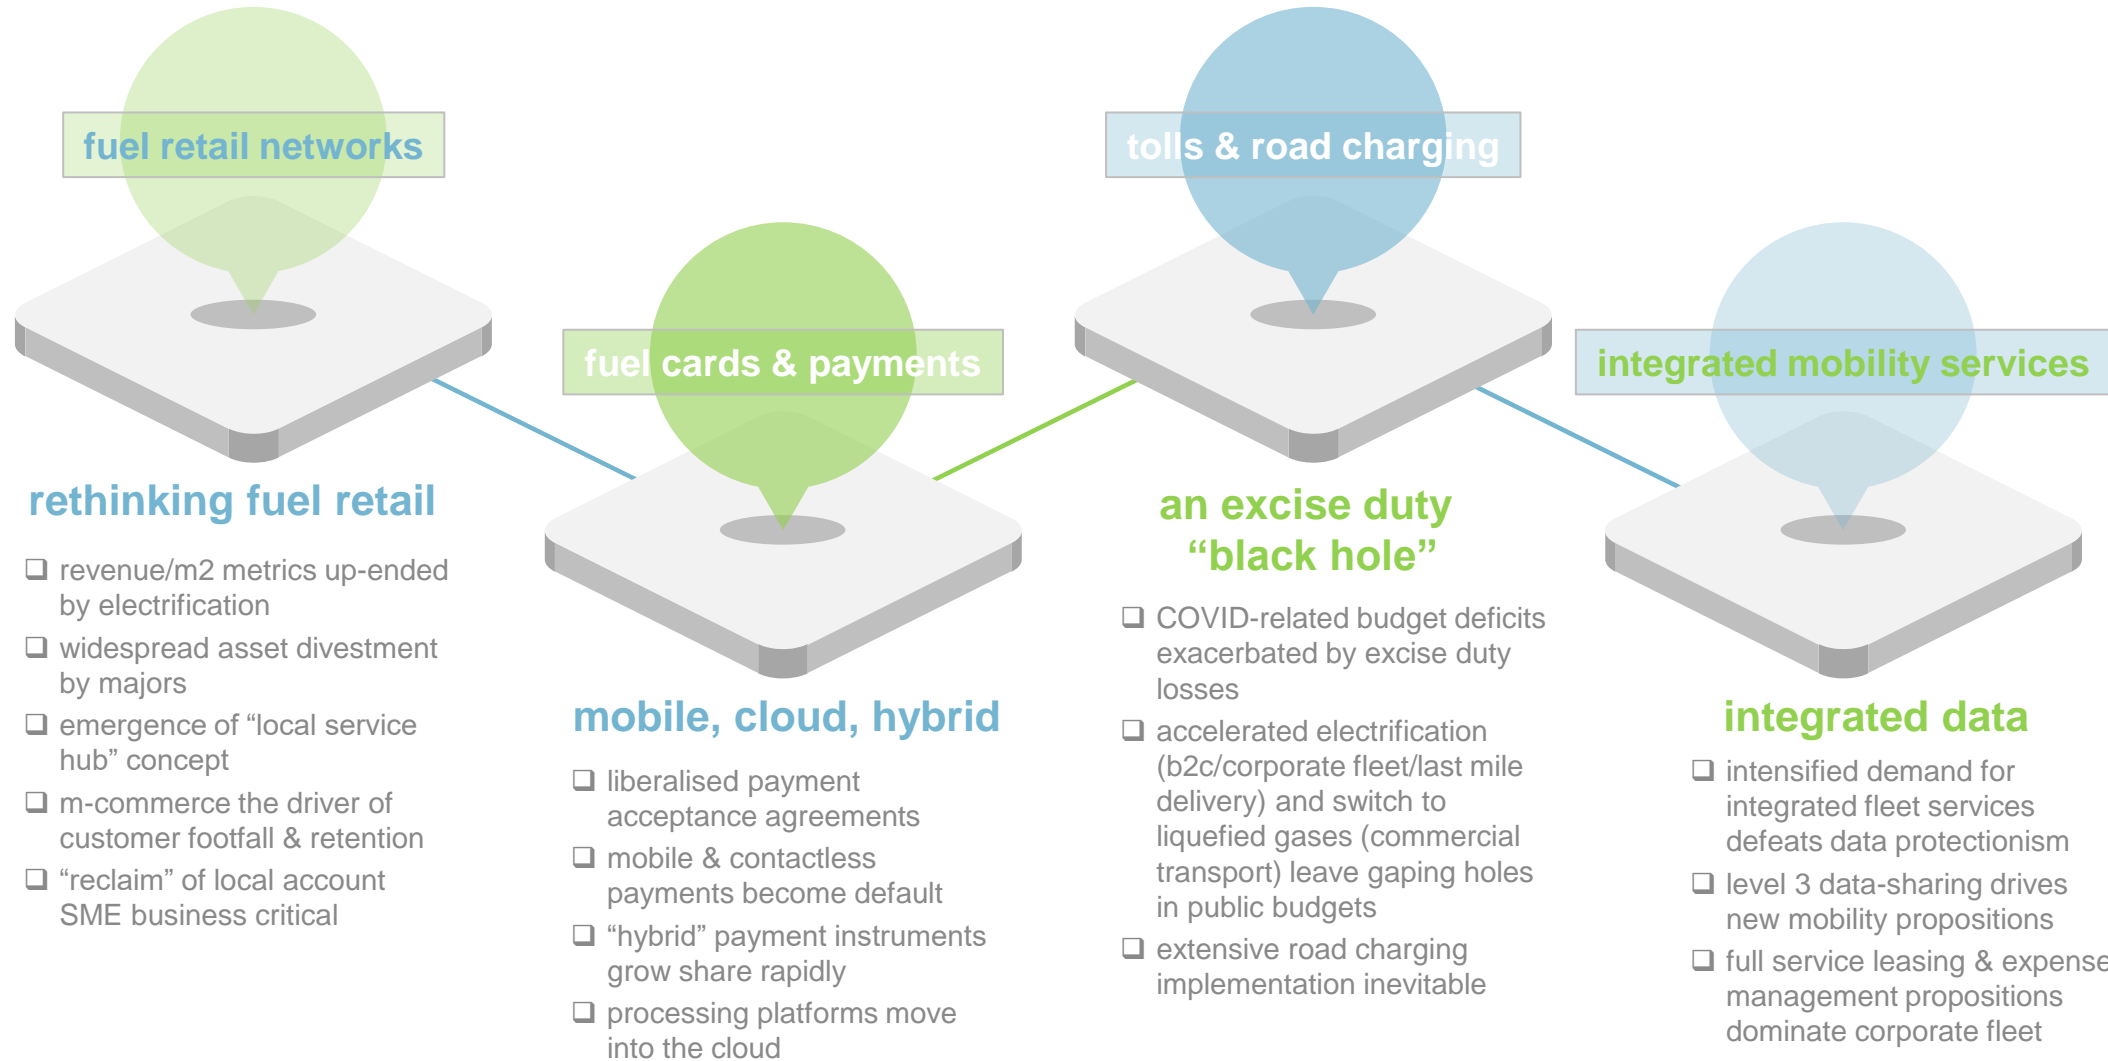 fuel retail networks
rethinking fuel retail
❑ revenue/m2 metrics up-ended
by electrification
❑ widespread asset divestment
by majors
❑ emergence of “local service
hub” concept
❑ m-commerce the driver of
customer footfall & retention
❑ “reclaim” of local account
SME business critical
fuel cards & payments
mobile, cloud, hybrid
❑ liberalised payment
acceptance agreements
❑ mobile & contactless
payments become default
❑ “hybrid” payment instruments
grow share rapidly
❑ processing platforms move
into the cloud
tolls & road charging
an excise duty
“black hole”
❑ COVID-related budget deficits
exacerbated by excise duty
losses
❑ accelerated electrification
(b2c/corporate fleet/last mile
delivery) and switch to
liquefied gases (commercial
transport) leave gaping holes
in public budgets
❑ extensive road charging
implementation inevitable
integrated mobility services
integrated data
❑ intensified demand for
integrated fleet services
defeats data protectionism
❑ level 3 data-sharing drives
new mobility propositions
❑ full service leasing & expense
management propositions
dominate corporate fleet